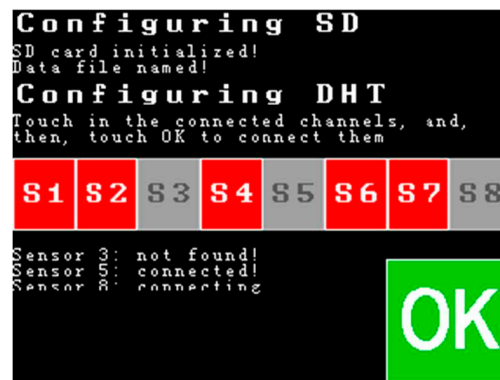 Configuring SD
SD card initialized!
Data file named!
Configuring DHT
Touch in the connected channels, and,
then, touch OK to connect them
S1 S2 S3 S4 S5 S6 S7 S8
Sensor 3: not found!
Sensor 5: connected!
Sensor 8: connecting
OK